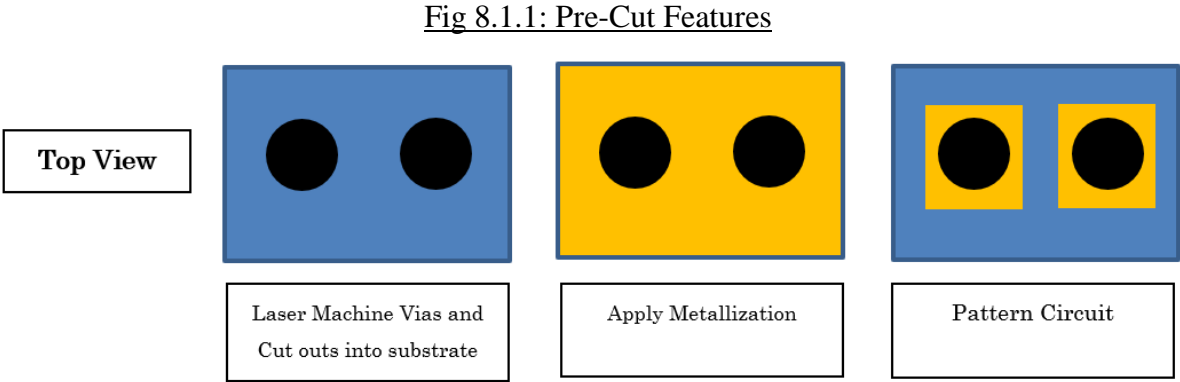 Fig 8.1.1: Pre-Cut Features
Top View
Laser Machine Vias and
Cut outs into substrate
Apply Metallization
Pattern Circuit